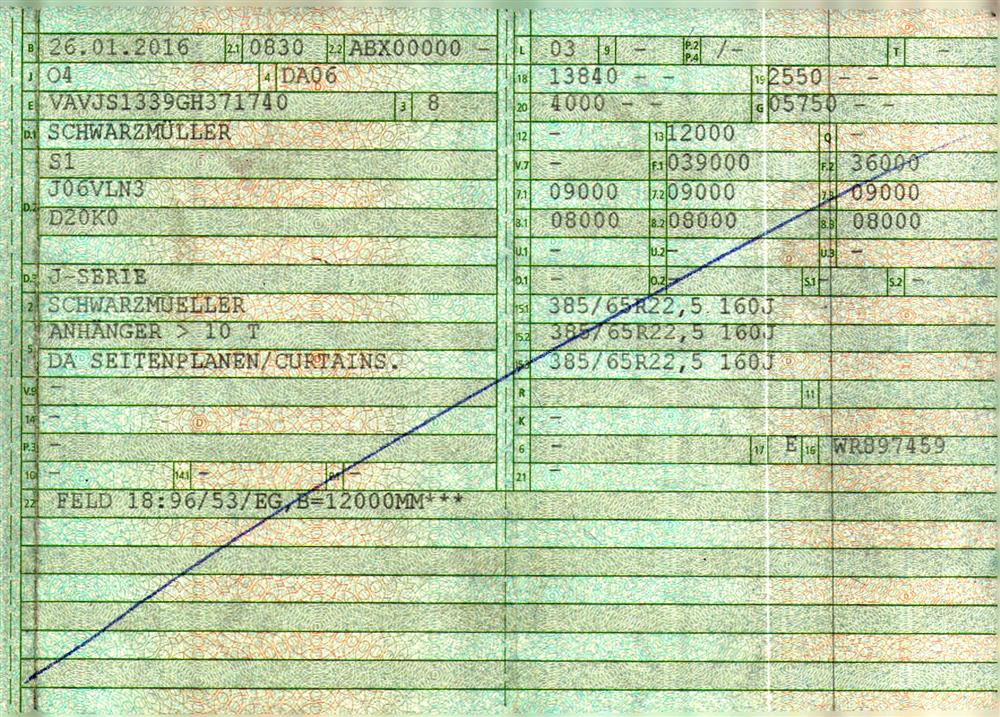 B 26.01.2016 2.1 0830 2.2 ABX00000 -
J O4 4 DA06
E VAVJS1339GH371740 3 8
D.1 SCHWARZMÜLLER
S1
J06VLN3
D.2 D20K0
D.3 J-SERIE
2 SCHWARZMUELLER
ANHÄNGER > 10 T
5 DA SEITENPLANEN/CURTAINS.
V.9 -
14 -
P.3 -
10 - 14.1 - P.1 -
L 03 9 - P.2 P.4 /- T -
18 13840 - - 19 2550 - -
20 4000 - - G 05750 - -
12 - 13 12000 Q -
V.7 - F.1 039000 F.2 36000
7.1 09000 7.2 09000 7.3 09000
8.1 08000 8.2 08000 8.3 08000
U.1 - U.2 - U.3 -
O.1 - O.2 - S.1 - S.2 -
15.1 385/65R22,5 160J
15.2 385/65R22,5 160J
15.3 385/65R22,5 160J
R 11
K -
6 - 17 E 16 WR897459
21 -
22 FELD 18:96/53/EG,B=12000MM***